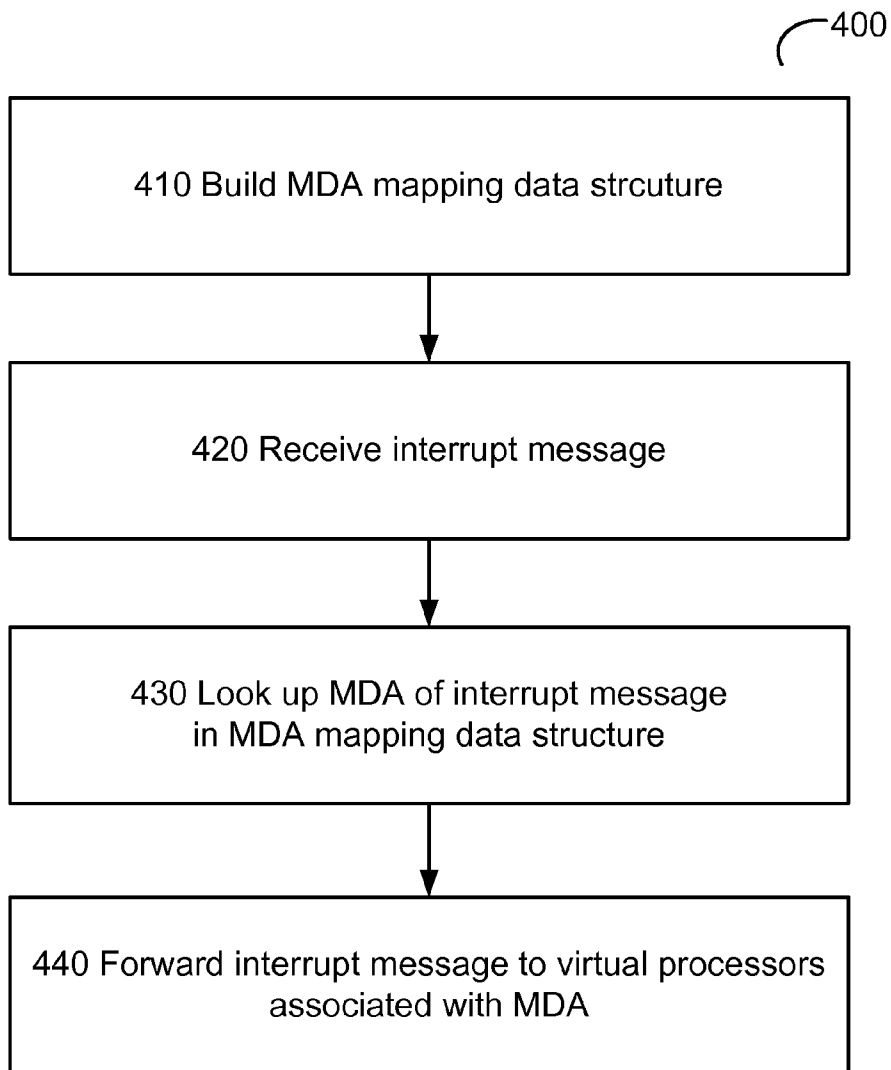 400
410 Build MDA mapping data strcuture
420 Receive interrupt message
430 Look up MDA of interrupt message
in MDA mapping data structure
440 Forward interrupt message to virtual processors
associated with MDA